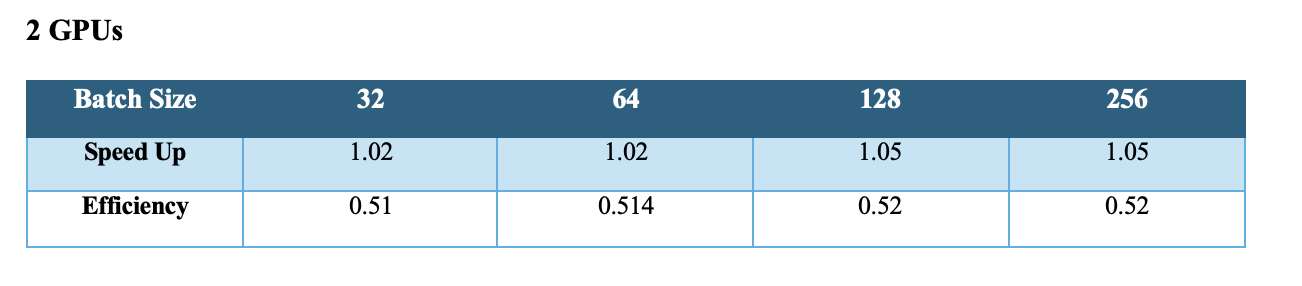 2 GPUs
Batch Size 32 64 128 256
Speed Up 1.02 1.02 1.05 1.05
Efficiency 0.51 0.514 0.52 0.52